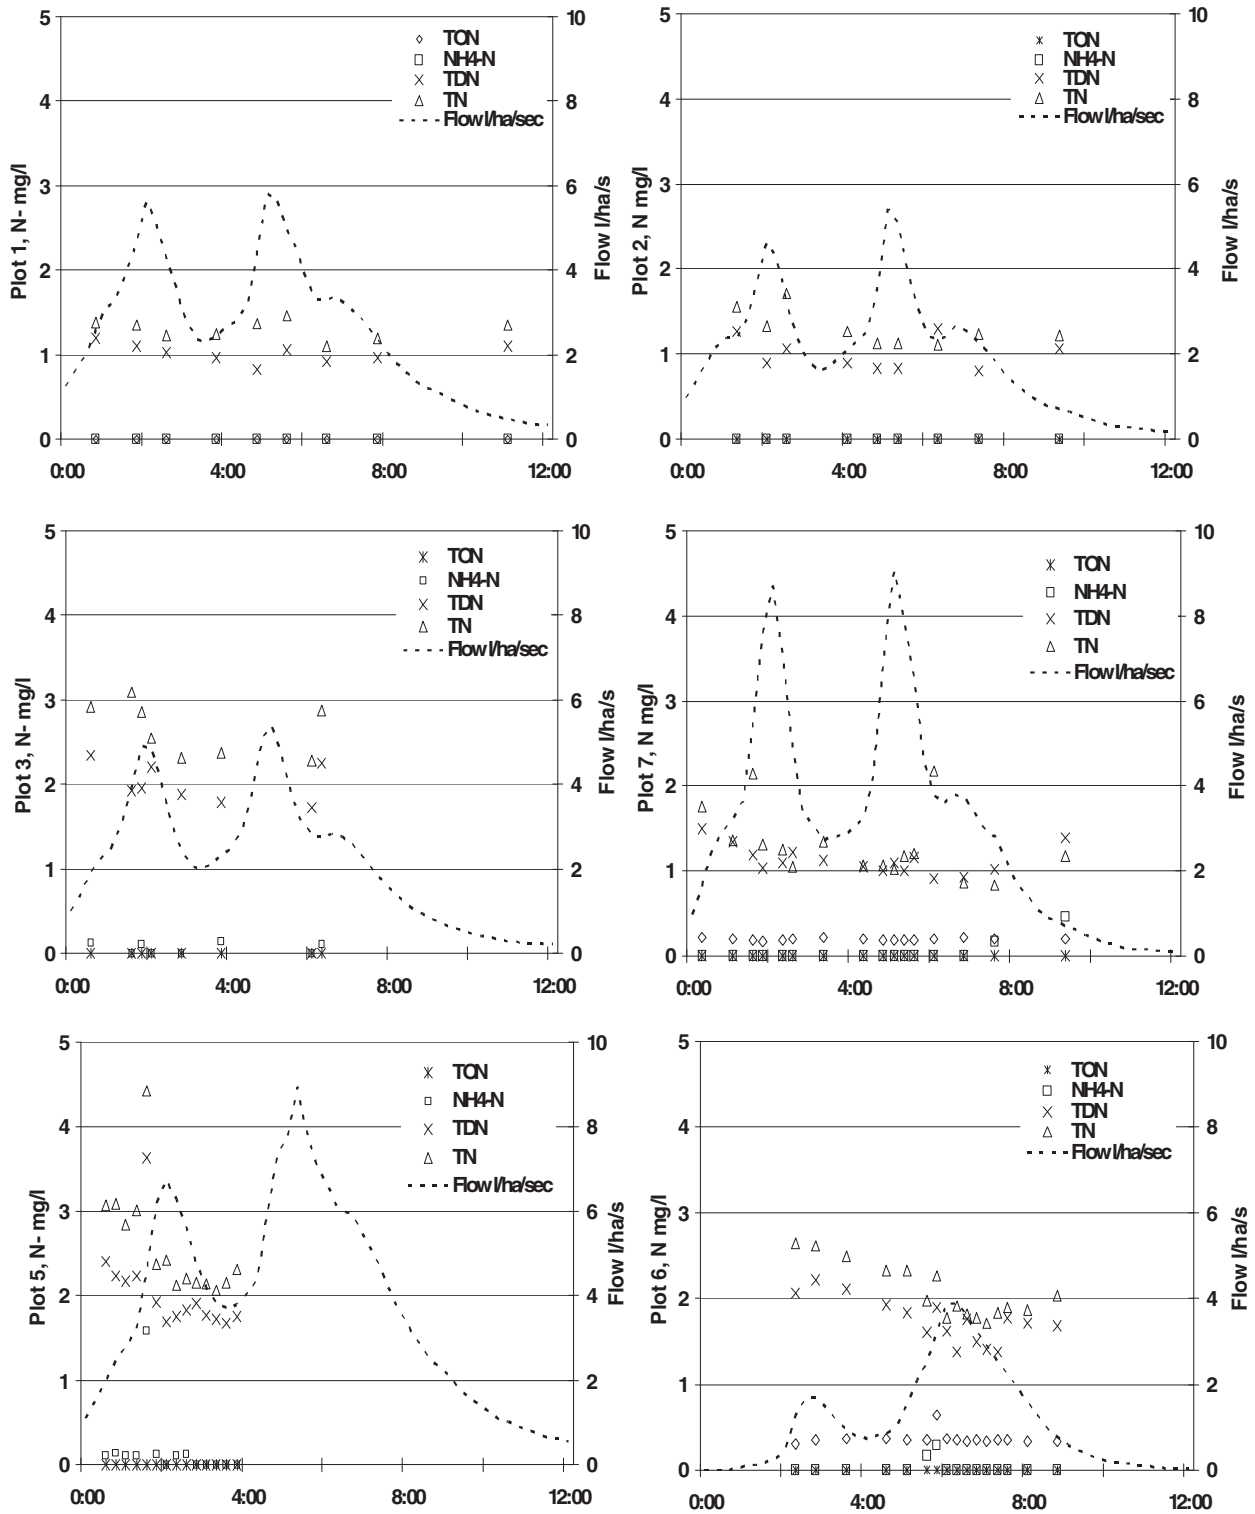 5
4
3
2
1
0
Plot 1, N- mg/l
TON
NH4-N
TDN
TN
Flow l/ha/sec
10
8
6
4
2
0
Flow l/ha/s
0:00 4:00 8:00 12:00
5
4
3
2
1
0
Plot 2, N mg/l
TON
NH4-N
TDN
TN
Flow l/ha/sec
10
8
6
4
2
0
Flow l/ha/s
0:00 4:00 8:00 12:00
5
4
3
2
1
0
Plot 3, N- mg/l
TON
NH4-N
TDN
TN
Flow l/ha/sec
10
8
6
4
2
0
Flow l/ha/s
0:00 4:00 8:00 12:00
5
4
3
2
1
0
Plot 7, N mg/l
TON
NH4-N
TDN
TN
Flow l/ha/sec
10
8
6
4
2
0
Flow l/ha/s
0:00 4:00 8:00 12:00
5
4
3
2
1
0
Plot 5, N- mg/l
TON
NH4-N
TDN
TN
Flow l/ha/sec
10
8
6
4
2
0
Flow l/ha/s
0:00 4:00 8:00 12:00
5
4
3
2
1
0
Plot 6, N mg/l
TON
NH4-N
TDN
TN
Flow l/ha/sec
10
8
6
4
2
0
Flow l/ha/s
0:00 4:00 8:00 12:00